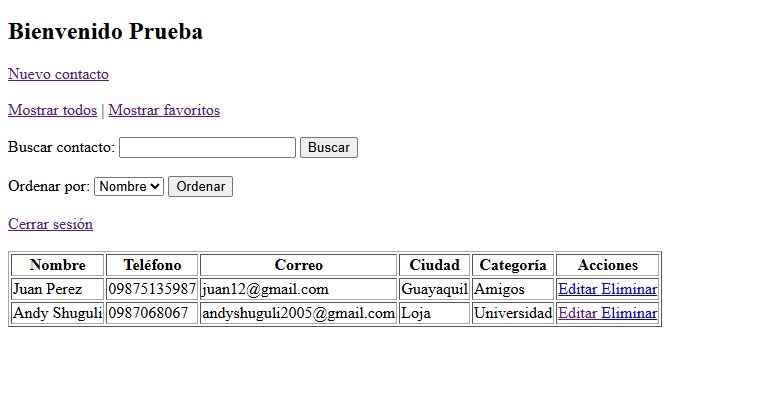 Bienvenido Prueba
Nuevo contacto
Mostrar todos | Mostrar favoritos
Buscar contacto: Buscar
Ordenar por: Nombre Ordenar
Cerrar sesión
Nombre Teléfono Correo Ciudad Categoría Acciones
Juan Perez 09875135987 juan12@gmail.com Guayaquil Amigos Editar Eliminar
Andy Shuguli 0987068067 andyshuguli2005@gmail.com Loja Universidad Editar Eliminar